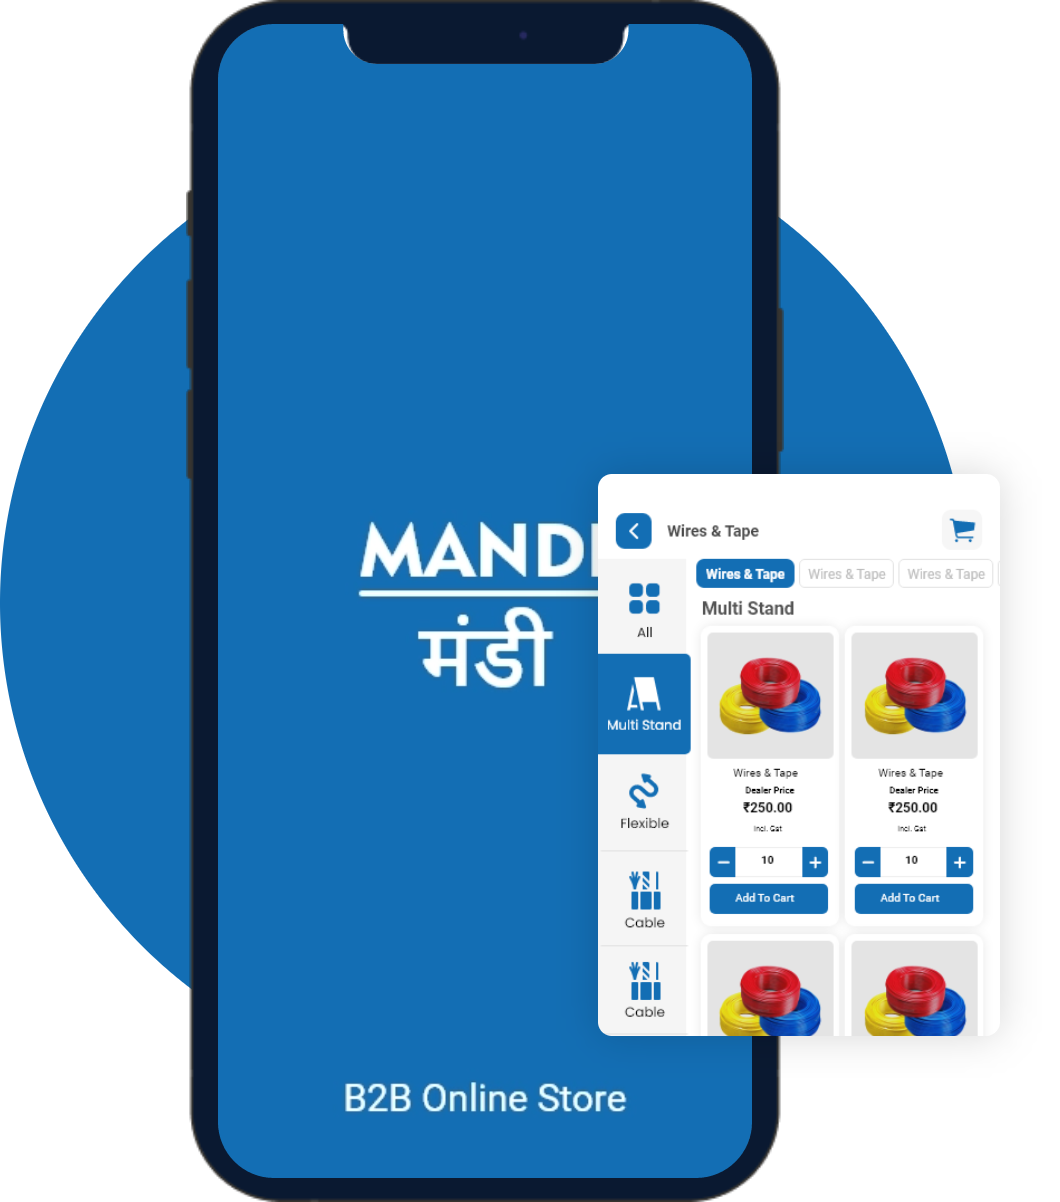 MANDI
मंडी
B2B Online Store
Wires & Tape
Wires & Tape
Wires & Tape
Wires & Tape
All
Multi Stand
Flexible
Cable
Cable
Multi Stand
Wires & Tape
Dealer Price
₹250.00
Incl. Gst
10
Add To Cart
Wires & Tape
Dealer Price
₹250.00
Incl. Gst
10
Add To Cart